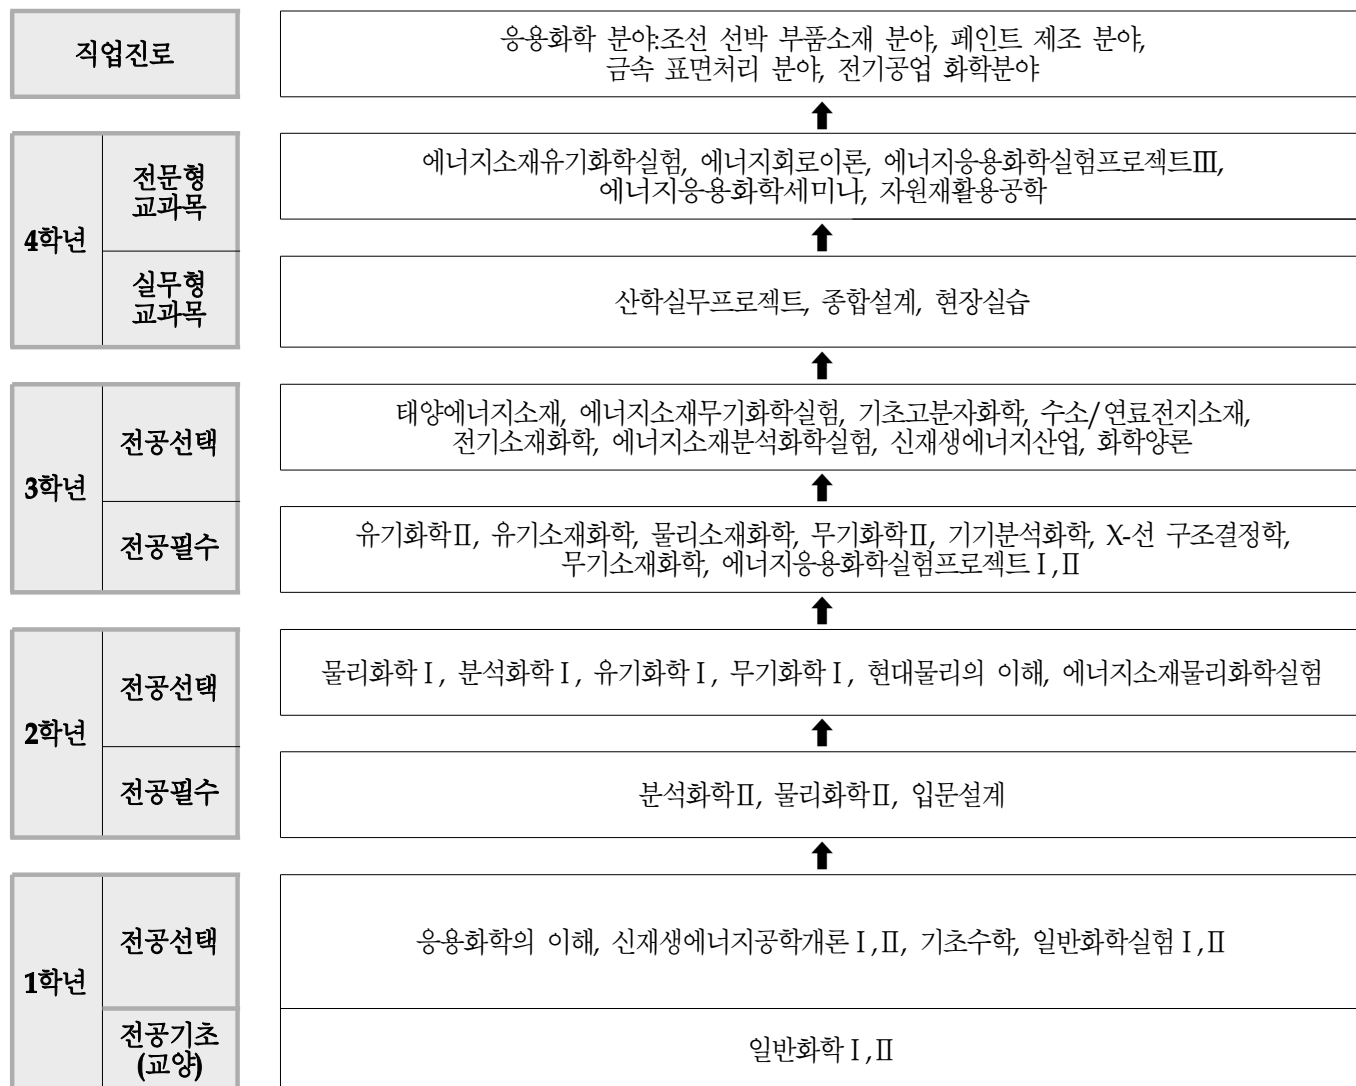 직업진로
응용화학 분야:조선 선박 부품소재 분야, 페인트 제조 분야,
금속 표면처리 분야, 전기공업 화학분야
4학년
전문형
교과목
에너지소재유기화학실험, 에너지회로이론, 에너지응용화학실험프로젝트Ⅲ,
에너지응용화학세미나, 자원재활용공학
실무형
교과목
산학실무프로젝트, 종합설계, 현장실습
3학년
전공선택
태양에너지소재, 에너지소재무기화학실험, 기초고분자화학, 수소/연료전지소재,
전기소재화학, 에너지소재분석화학실험, 신재생에너지산업, 화학양론
전공필수
유기화학Ⅱ, 유기소재화학, 물리소재화학, 무기화학Ⅱ, 기기분석화학, X-선 구조결정학,
무기소재화학, 에너지응용화학실험프로젝트Ⅰ,Ⅱ
2학년
전공선택
물리화학Ⅰ, 분석화학Ⅰ, 유기화학Ⅰ, 무기화학Ⅰ, 현대물리의 이해, 에너지소재물리화학실험
전공필수
분석화학Ⅱ, 물리화학Ⅱ, 입문설계
1학년
전공선택
응용화학의 이해, 신재생에너지공학개론Ⅰ,Ⅱ, 기초수학, 일반화학실험Ⅰ,Ⅱ
전공기초
(교양)
일반화학Ⅰ,Ⅱ